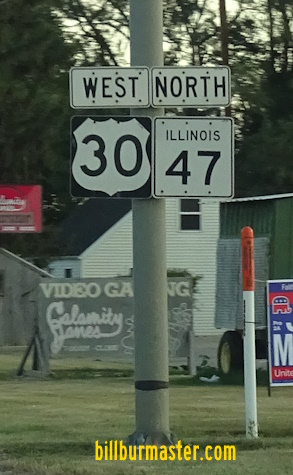 WEST NORTH
30
ILLINOIS
47
VIDEO GAMING
Calamity
Janes
billburmaster.com